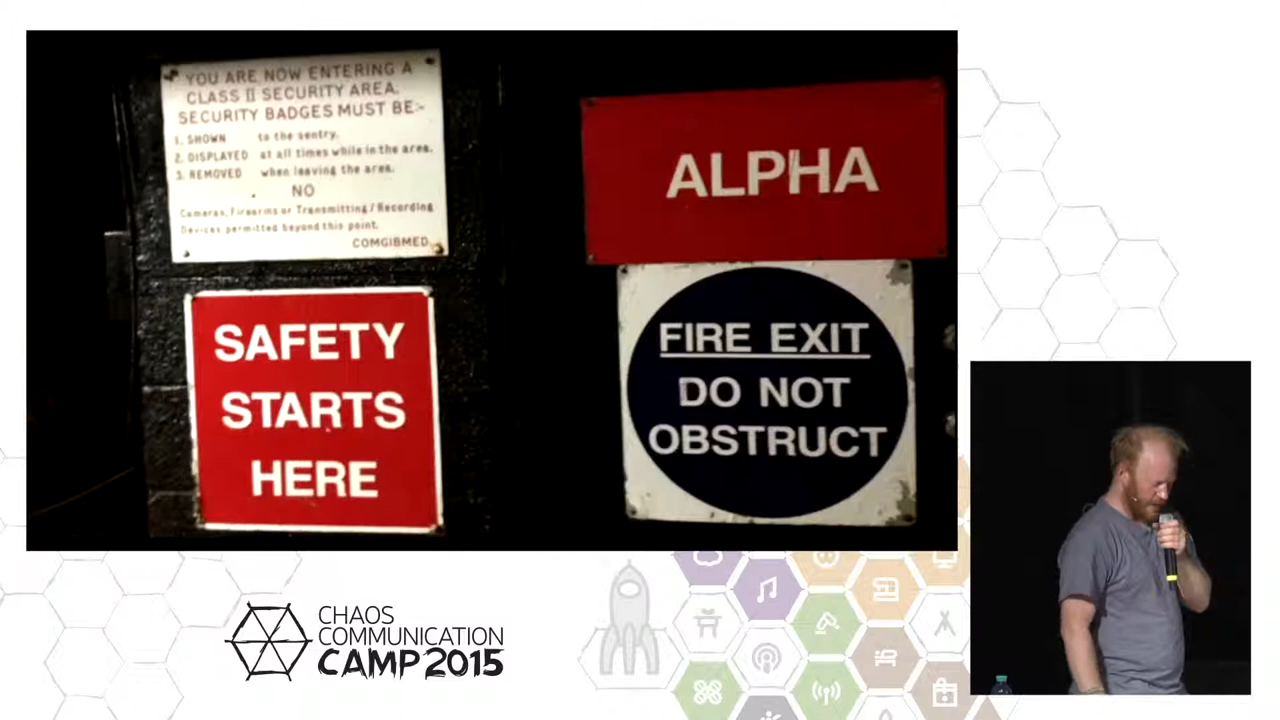 YOU ARE NOW ENTERING A
CLASS II SECURITY AREA.
SECURITY BADGES MUST BE:-
1. SHOWN to the sentry.
2. DISPLAYED at all times while in the area.
3. REMOVED when leaving the area.
NO
Cameras, Firearms or Transmitting / Recording
Devices permitted beyond this point.
COMGIBMED.
SAFETY
STARTS
HERE
ALPHA
FIRE EXIT
DO NOT
OBSTRUCT
CHAOS
COMMUNICATION
CAMP 2015